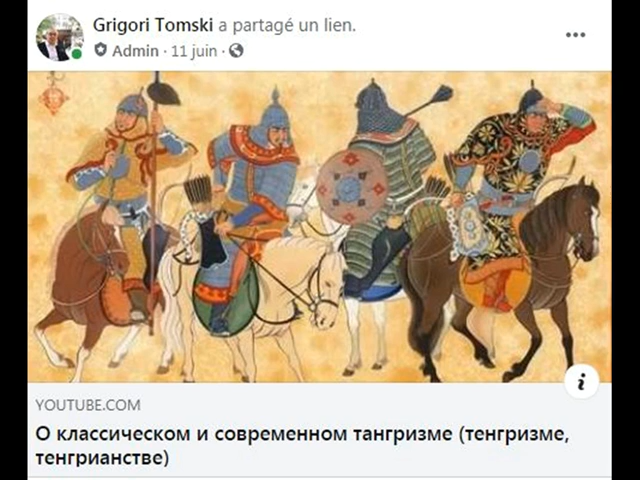 Grigori Tomski a partagé un lien.
Admin · 11 juin ·
YOUTUBE.COM
О классическом и современном тангризме (тенгризме,
тенгрианстве)